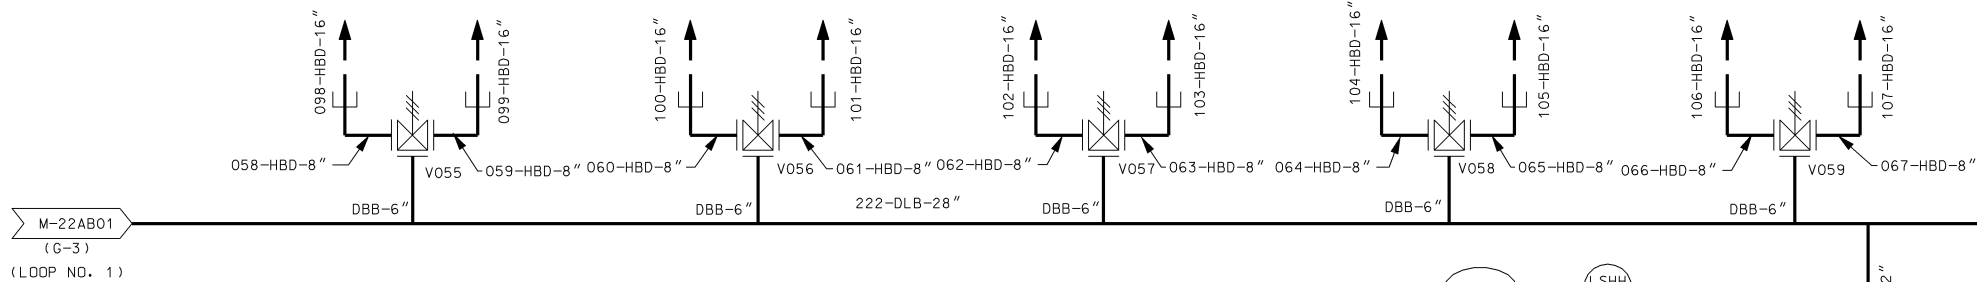 098-HBD-16"
099-HBD-16"
100-HBD-16"
101-HBD-16"
102-HBD-16"
103-HBD-16"
104-HBD-16"
105-HBD-16"
106-HBD-16"
107-HBD-16"
058-HBD-8"
V055
059-HBD-8"
060-HBD-8"
V056
061-HBD-8"
062-HBD-8"
V057
063-HBD-8"
064-HBD-8"
V058
065-HBD-8"
066-HBD-8"
V059
067-HBD-8"
DBB-6"
DBB-6"
222-DLB-28"
DBB-6"
DBB-6"
DBB-6"
M-22AB01
(G-3)
(LOOP NO. 1)
LSHH
2"